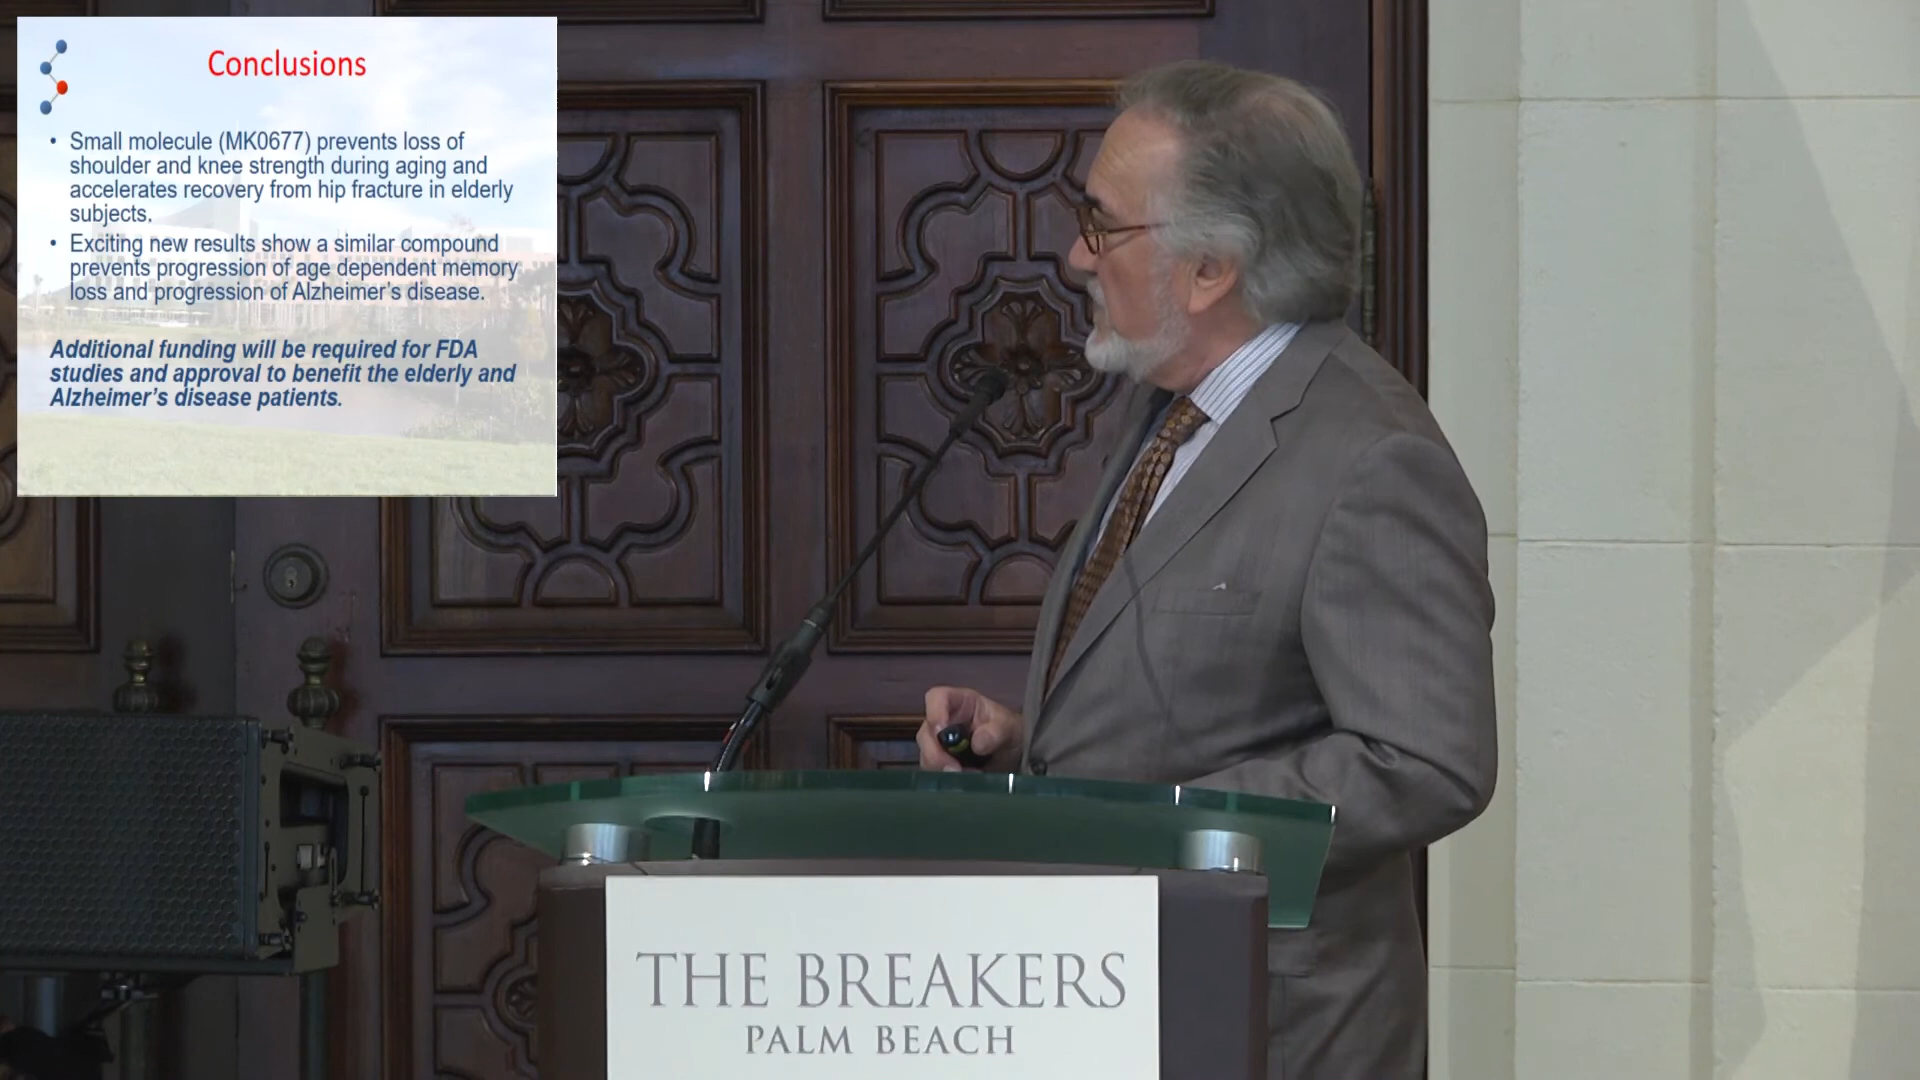 Conclusions
• Small molecule (MK0677) prevents loss of
shoulder and knee strength during aging and
accelerates recovery from hip fracture in elderly
subjects.
• Exciting new results show a similar compound
prevents progression of age dependent memory
loss and progression of Alzheimer's disease.
Additional funding will be required for FDA
studies and approval to benefit the elderly and
Alzheimer's disease patients.
THE BREAKERS
PALM BEACH